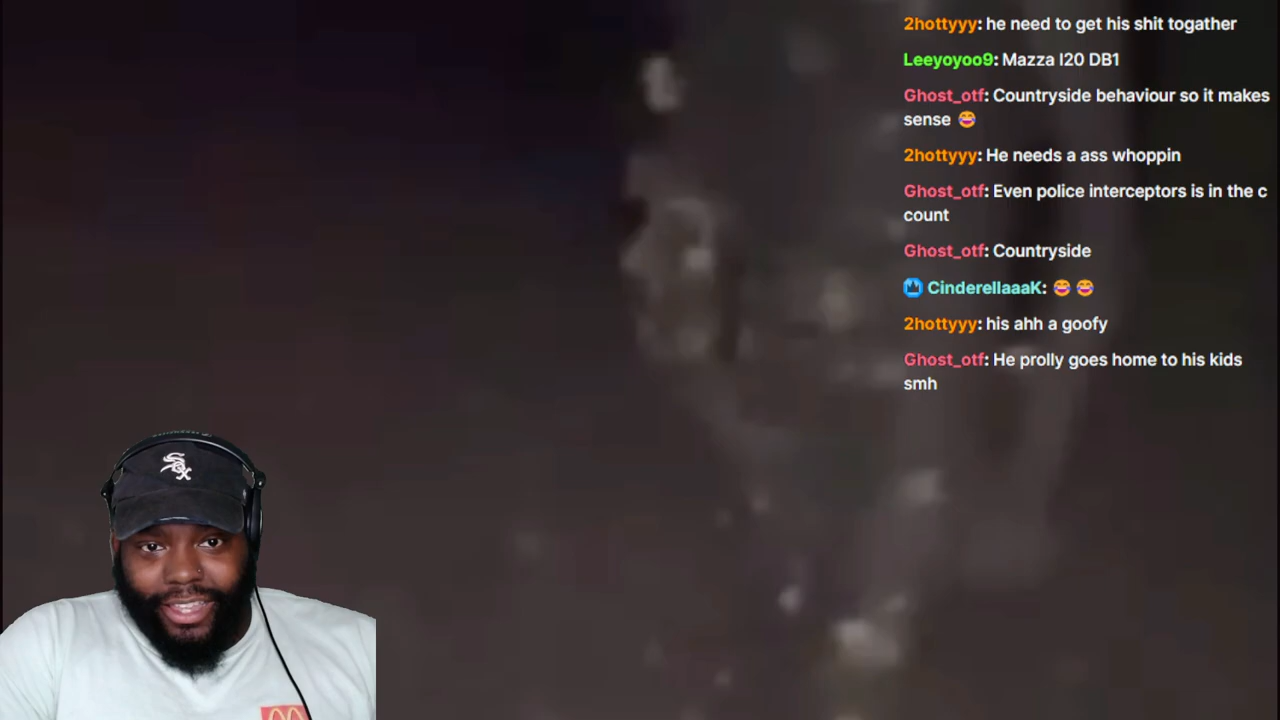 2hottyyy: he need to get his shit togather
Leeyoyoo9: Mazza I20 DB1
Ghost_otf: Countryside behaviour so it makes
sense 😂
2hottyyy: He needs a ass whoppin
Ghost_otf: Even police interceptors is in the c
count
Ghost_otf: Countryside
CinderellaaaK: 😂 😂
2hottyyy: his ahh a goofy
Ghost_otf: He prolly goes home to his kids
smh
Sox